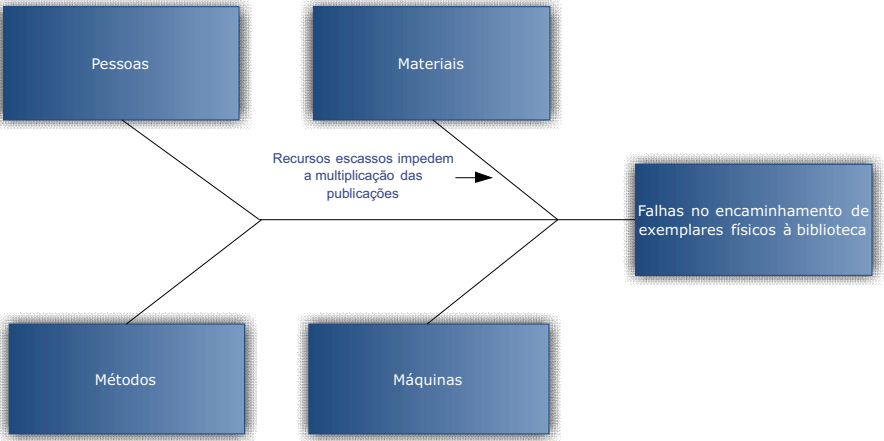 Pessoas
Materiais
Recursos escassos impedem
a multiplicação das
publicações
Falhas no encaminhamento de
exemplares físicos à biblioteca
Métodos
Máquinas